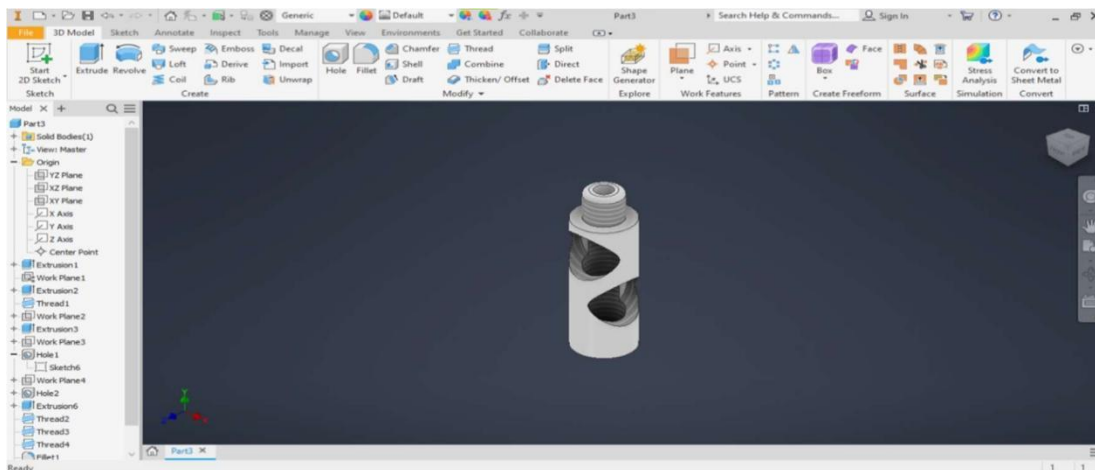 Generic Default fx Part3 Search Help & Commands... Sign In
File 3D Model Sketch Annotate Inspect Tools Manage View Environments Get Started Collaborate
Start 2D Sketch
Extrude Revolve
Sweep Emboss Decal
Loft Derive Import
Coil Rib Unwrap
Hole Fillet
Chamfer Thread Split
Shell Combine Direct
Draft Thicken/ Offset Delete Face
Shape Generator
Plane
Axis
Point
UCS
Box
Face
Stress Analysis
Convert to Sheet Metal
Sketch Create Modify Explore Work Features Pattern Create Freeform Surface Simulation Convert
Model
Part3
Solid Bodies(1)
View: Master
Origin
YZ Plane
XZ Plane
XY Plane
X Axis
Y Axis
Z Axis
Center Point
Extrusion1
Work Plane1
Extrusion2
Thread1
Work Plane2
Extrusion3
Work Plane3
Hole1
Sketch6
Work Plane4
Hole2
Extrusion6
Thread2
Thread3
Thread4
Fillet1
Part3
Ready 1 1